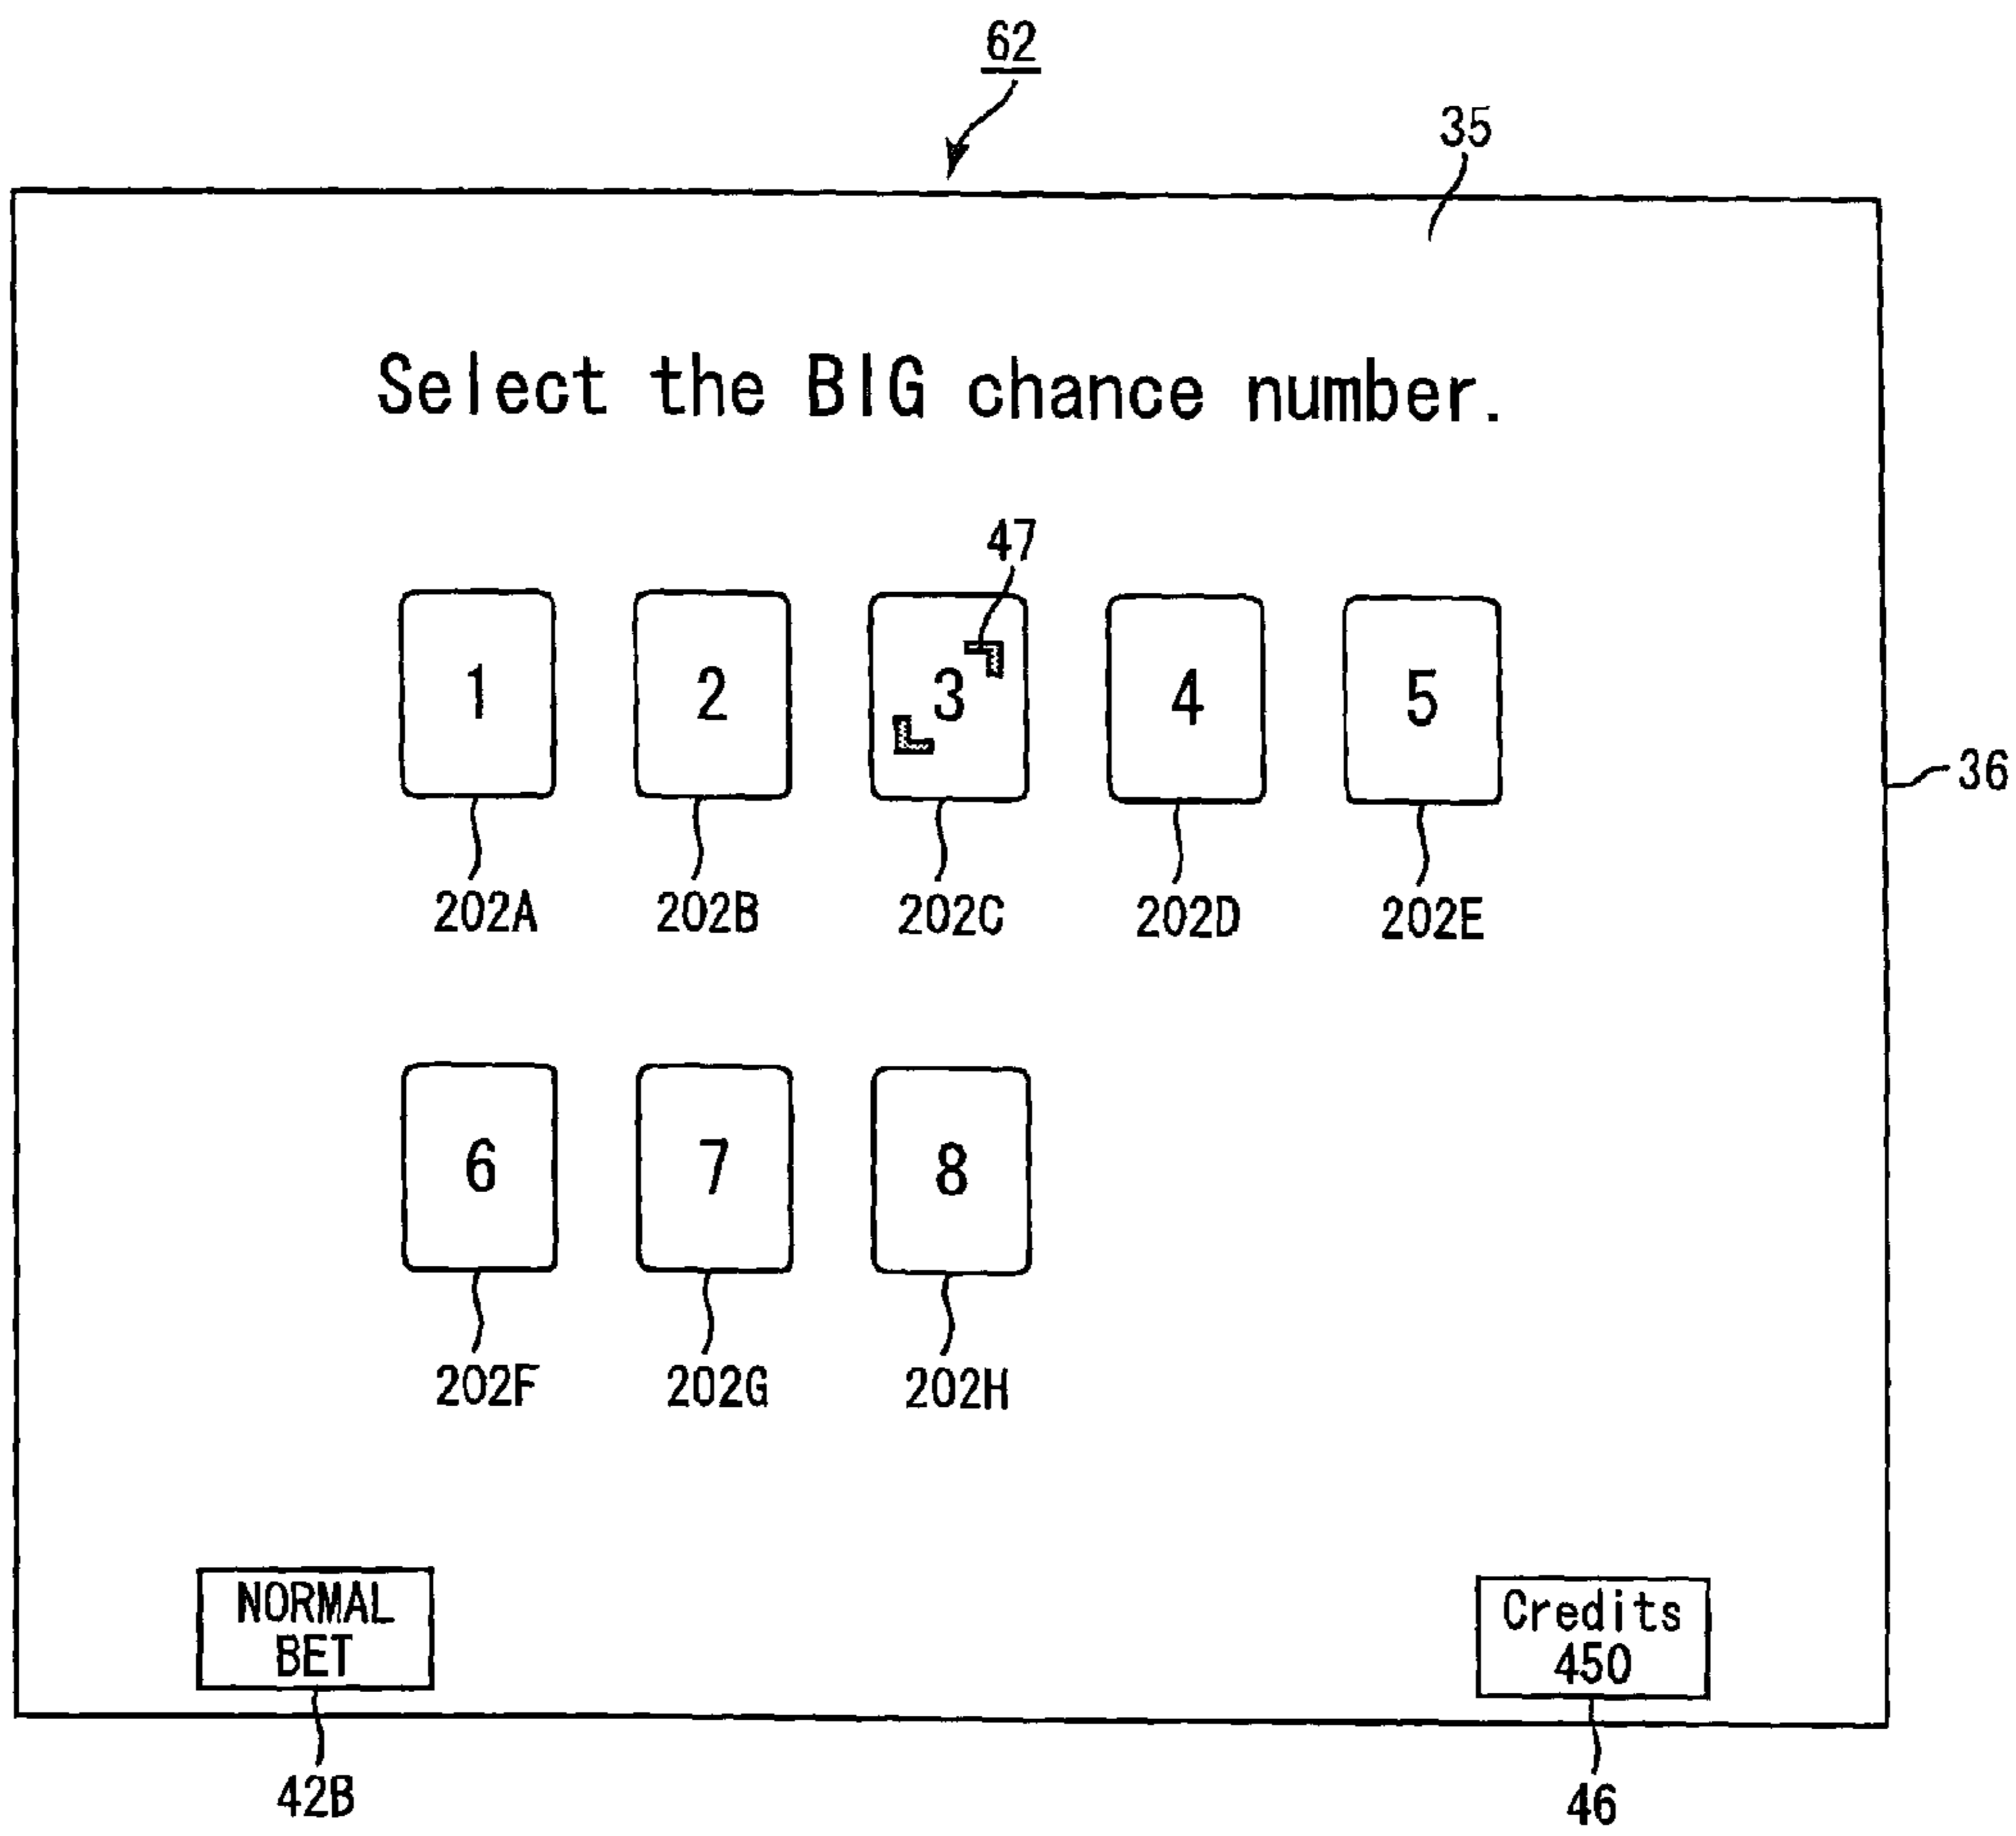 62
35
Select the BIG chance number.
47
1 2 3 4 5
36
202A 202B 202C 202D 202E
6 7 8
202F 202G 202H
NORMAL
BET
Credits
450
42B
46